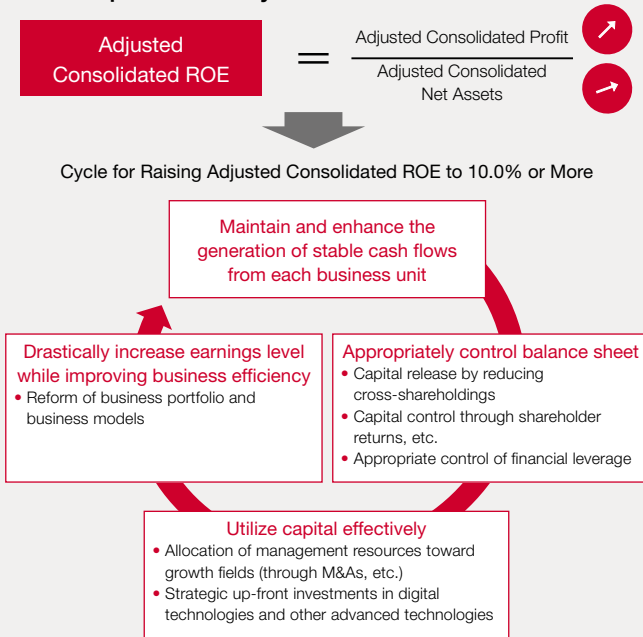 Adjusted
Consolidated ROE
=
Adjusted Consolidated Profit
Adjusted Consolidated
Net Assets
Cycle for Raising Adjusted Consolidated ROE to 10.0% or More
Maintain and enhance the
generation of stable cash flows
from each business unit
Drastically increase earnings level
while improving business efficiency
• Reform of business portfolio and
business models
Appropriately control balance sheet
• Capital release by reducing
cross-shareholdings
• Capital control through shareholder
returns, etc.
• Appropriate control of financial leverage
Utilize capital effectively
• Allocation of management resources toward
growth fields (through M&As, etc.)
• Strategic up-front investments in digital
technologies and other advanced technologies